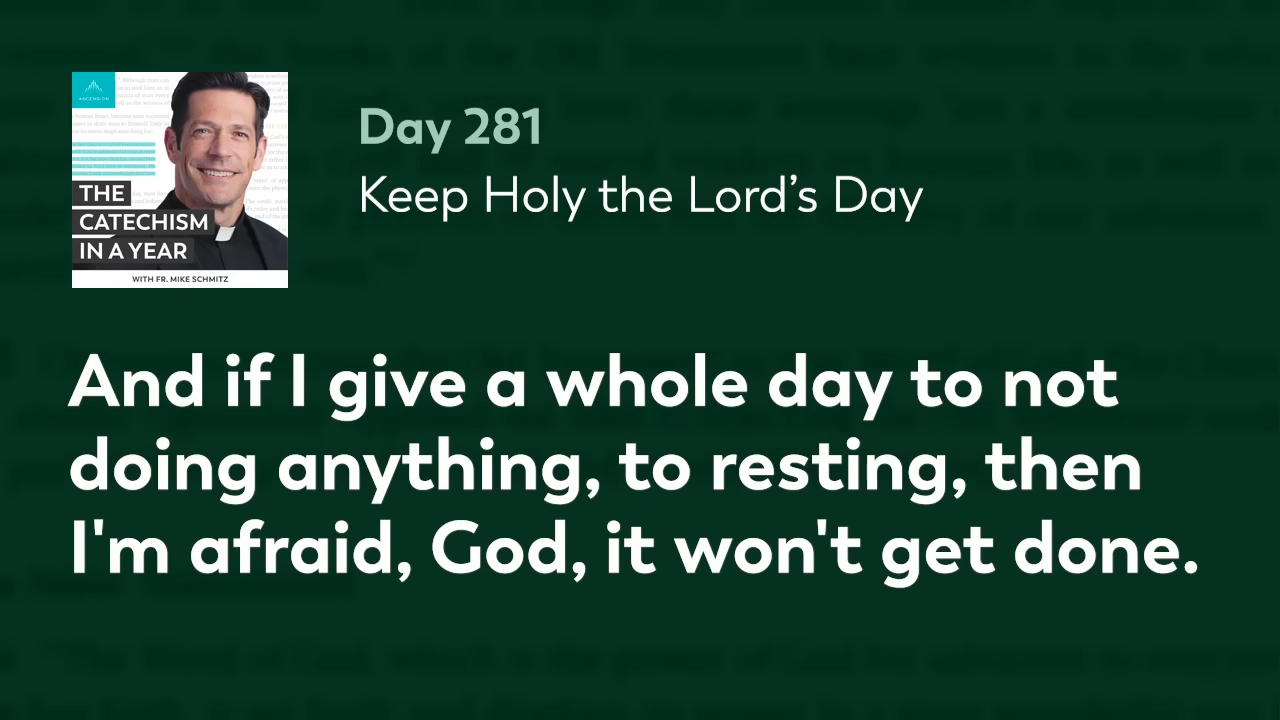 ASCENSION
THE
CATECHISM
IN A YEAR
WITH FR. MIKE SCHMITZ
Day 281
Keep Holy the Lord’s Day
And if I give a whole day to not
doing anything, to resting, then
I'm afraid, God, it won't get done.